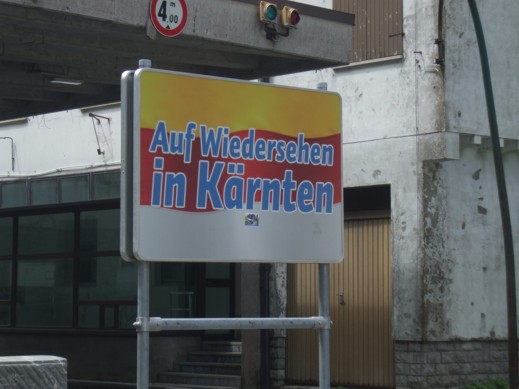 4 m
00
Auf Wiedersehen
in Kärnten